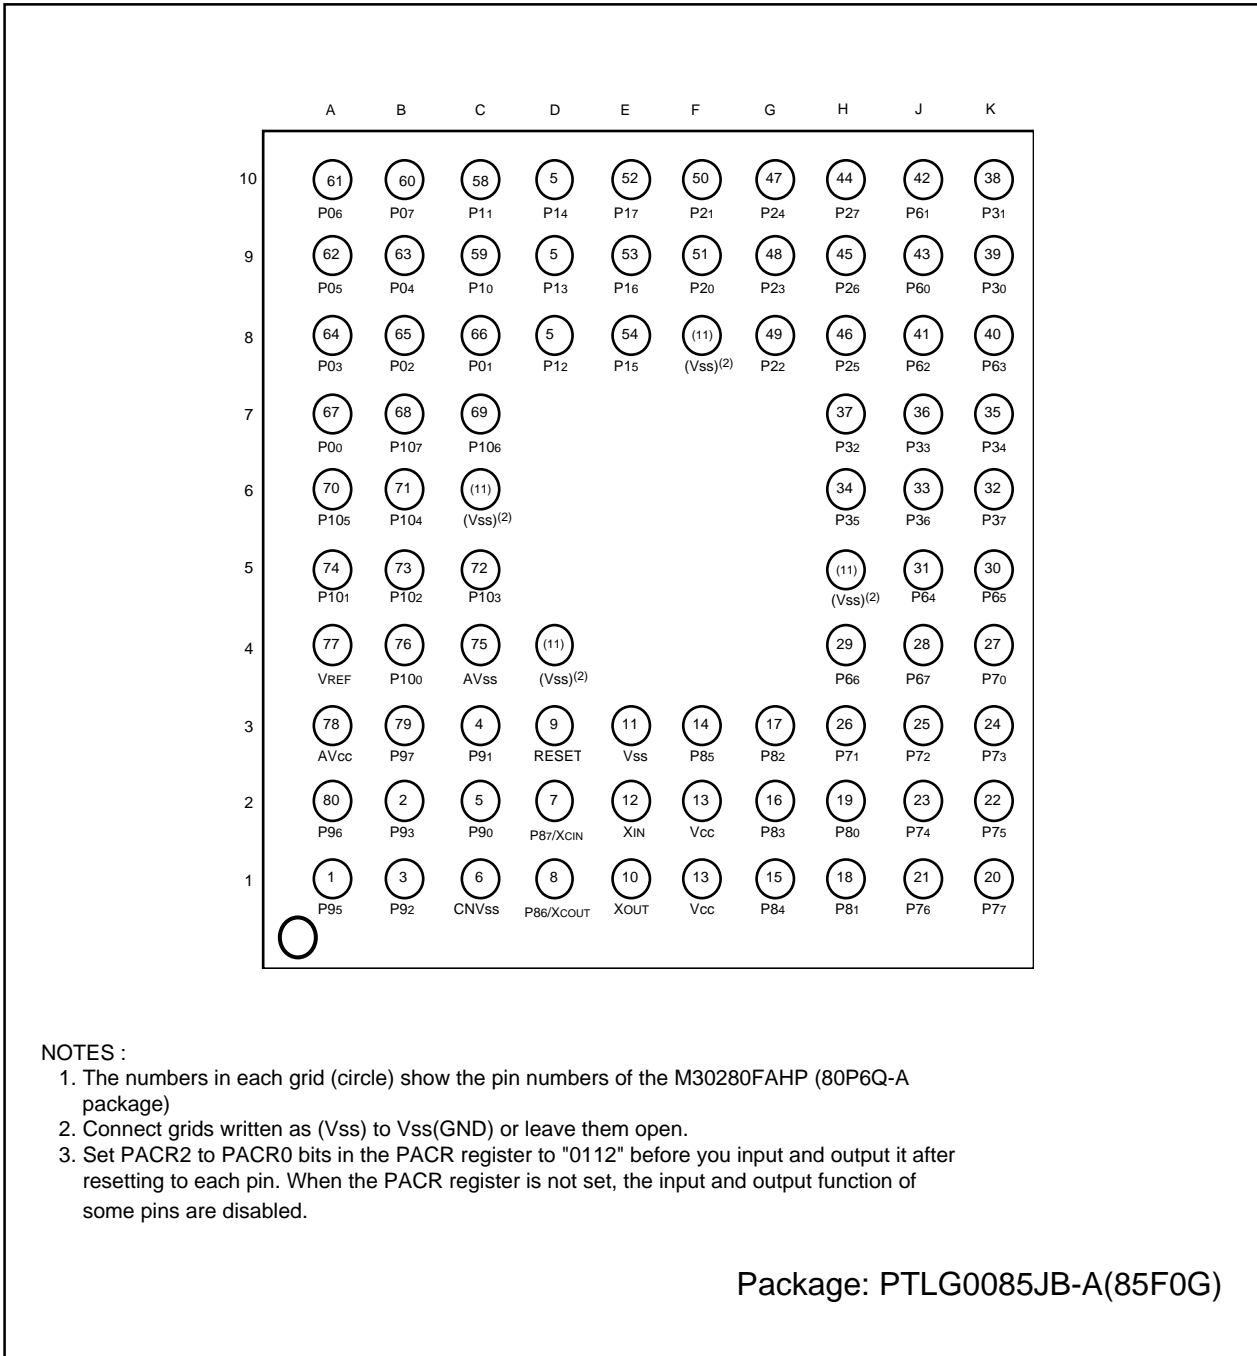 A B C D E F G H J K
10 61 60 58 5 52 50 47 44 42 38
P06 P07 P11 P14 P17 P21 P24 P27 P61 P31
9 62 63 59 5 53 51 48 45 43 39
P05 P04 P10 P13 P16 P20 P23 P26 P60 P30
8 64 65 66 5 54 (11) 49 46 41 40
P03 P02 P01 P12 P15 (Vss)(2) P22 P25 P62 P63
7 67 68 69 37 36 35
P00 P107 P106 P32 P33 P34
6 70 71 (11) 34 33 32
P105 P104 (Vss)(2) P35 P36 P37
5 74 73 72 (11) 31 30
P101 P102 P103 (Vss)(2) P64 P65
4 77 76 75 (11) 29 28 27
VREF P100 AVss (Vss)(2) P66 P67 P70
3 78 79 4 9 11 14 17 26 25 24
AVcc P97 P91 RESET Vss P85 P82 P71 P72 P73
2 80 2 5 7 12 13 16 19 23 22
P96 P93 P90 P87/XCIN XIN Vcc P83 P80 P74 P75
1 1 3 6 8 10 13 15 18 21 20
P95 P92 CNVss P86/XCOUT XOUT Vcc P84 P81 P76 P77
NOTES :
1. The numbers in each grid (circle) show the pin numbers of the M30280FAHP (80P6Q-A
package)
2. Connect grids written as (Vss) to Vss(GND) or leave them open.
3. Set PACR2 to PACR0 bits in the PACR register to "0112" before you input and output it after
resetting to each pin. When the PACR register is not set, the input and output function of
some pins are disabled.
Package: PTLG0085JB-A(85F0G)